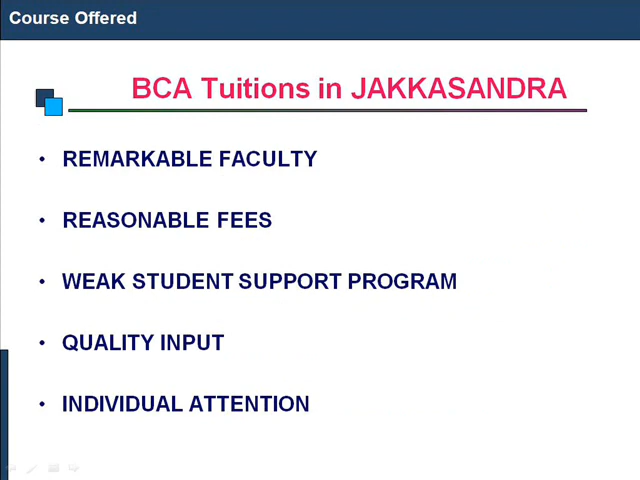 Course Offered
BCA Tuitions in JAKKASANDRA
• REMARKABLE FACULTY
• REASONABLE FEES
• WEAK STUDENT SUPPORT PROGRAM
• QUALITY INPUT
• INDIVIDUAL ATTENTION